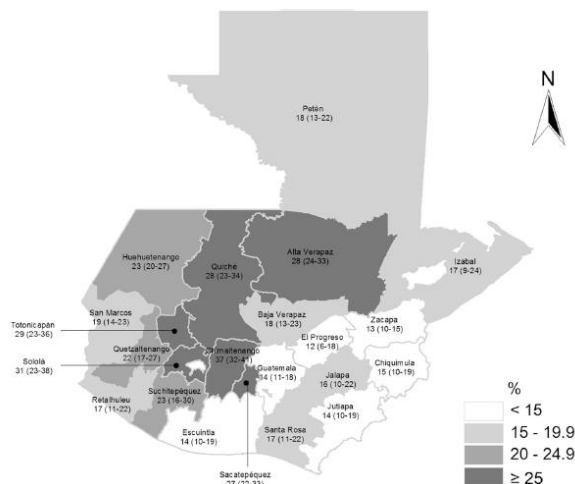 N
Petén
18 (13-22)
Huehuetenango
23 (20-27)
Quiché
28 (23-34)
Alta Verapaz
28 (24-33)
Izabal
17 (9-24)
San Marcos
19 (14-23)
Baja Verapaz
18 (13-23)
Zacapa
13 (10-15)
Totonicapán
29 (23-36)
Quetzaltenango
22 (17-27)
Chimaltenango
37 (32-41)
El Progreso
12 (6-18)
Sololá
31 (23-38)
Guatemala
14 (11-18)
Chiquimula
15 (10-19)
Jalapa
16 (10-22)
Suchitepéquez
23 (16-30)
Retalhuleu
17 (11-22)
Jutiapa
14 (10-19)
Escuintla
14 (10-19)
Santa Rosa
17 (11-22)
Sacatepéquez
27 (22-33)
%
< 15
15 - 19.9
20 - 24.9
≥ 25